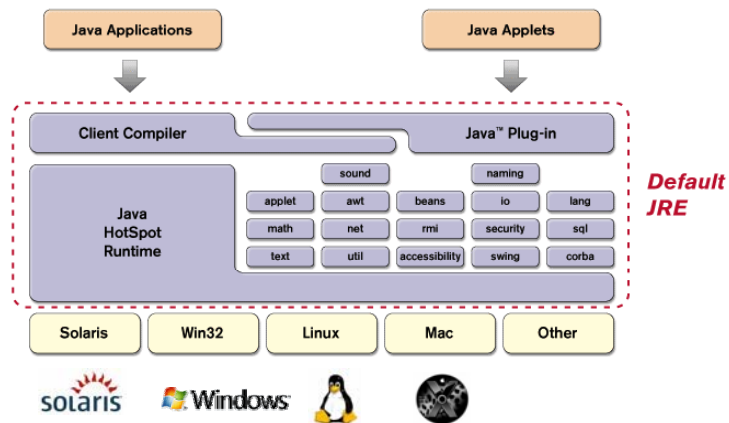 Java Applications
Java Applets
Client Compiler
Java™ Plug-in
Java
HotSpot
Runtime
sound
naming
applet
awt
beans
io
lang
math
net
rmi
security
sql
text
util
accessibility
swing
corba
Default
JRE
Solaris
Win32
Linux
Mac
Other
solaris
Windows